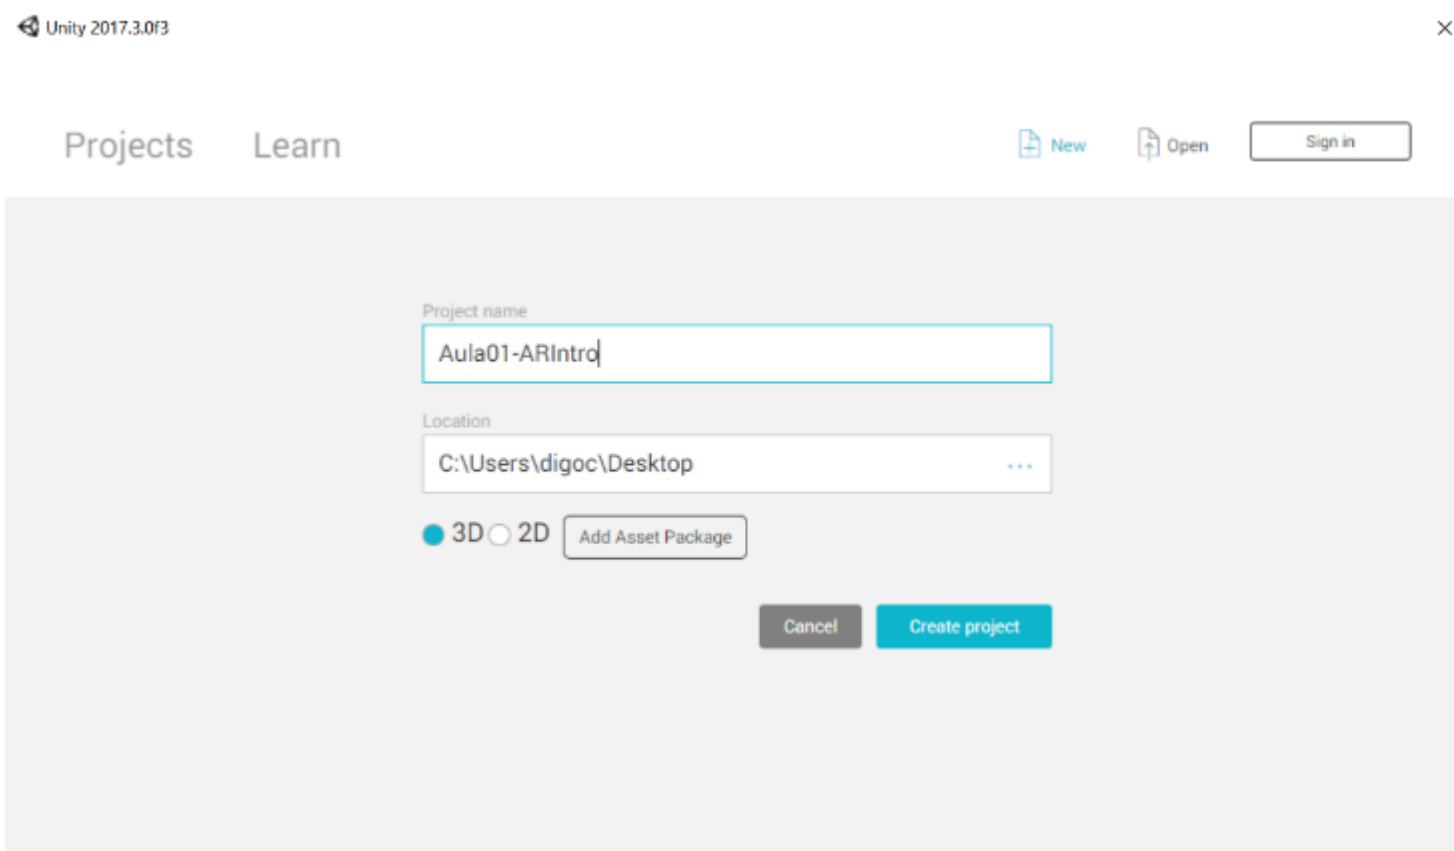 Unity 2017.3.0f3
Projects Learn New Open Sign in
Project name
Aula01-ARIntro
Location
C:\Users\digoc\Desktop
3D 2D Add Asset Package
Cancel Create project